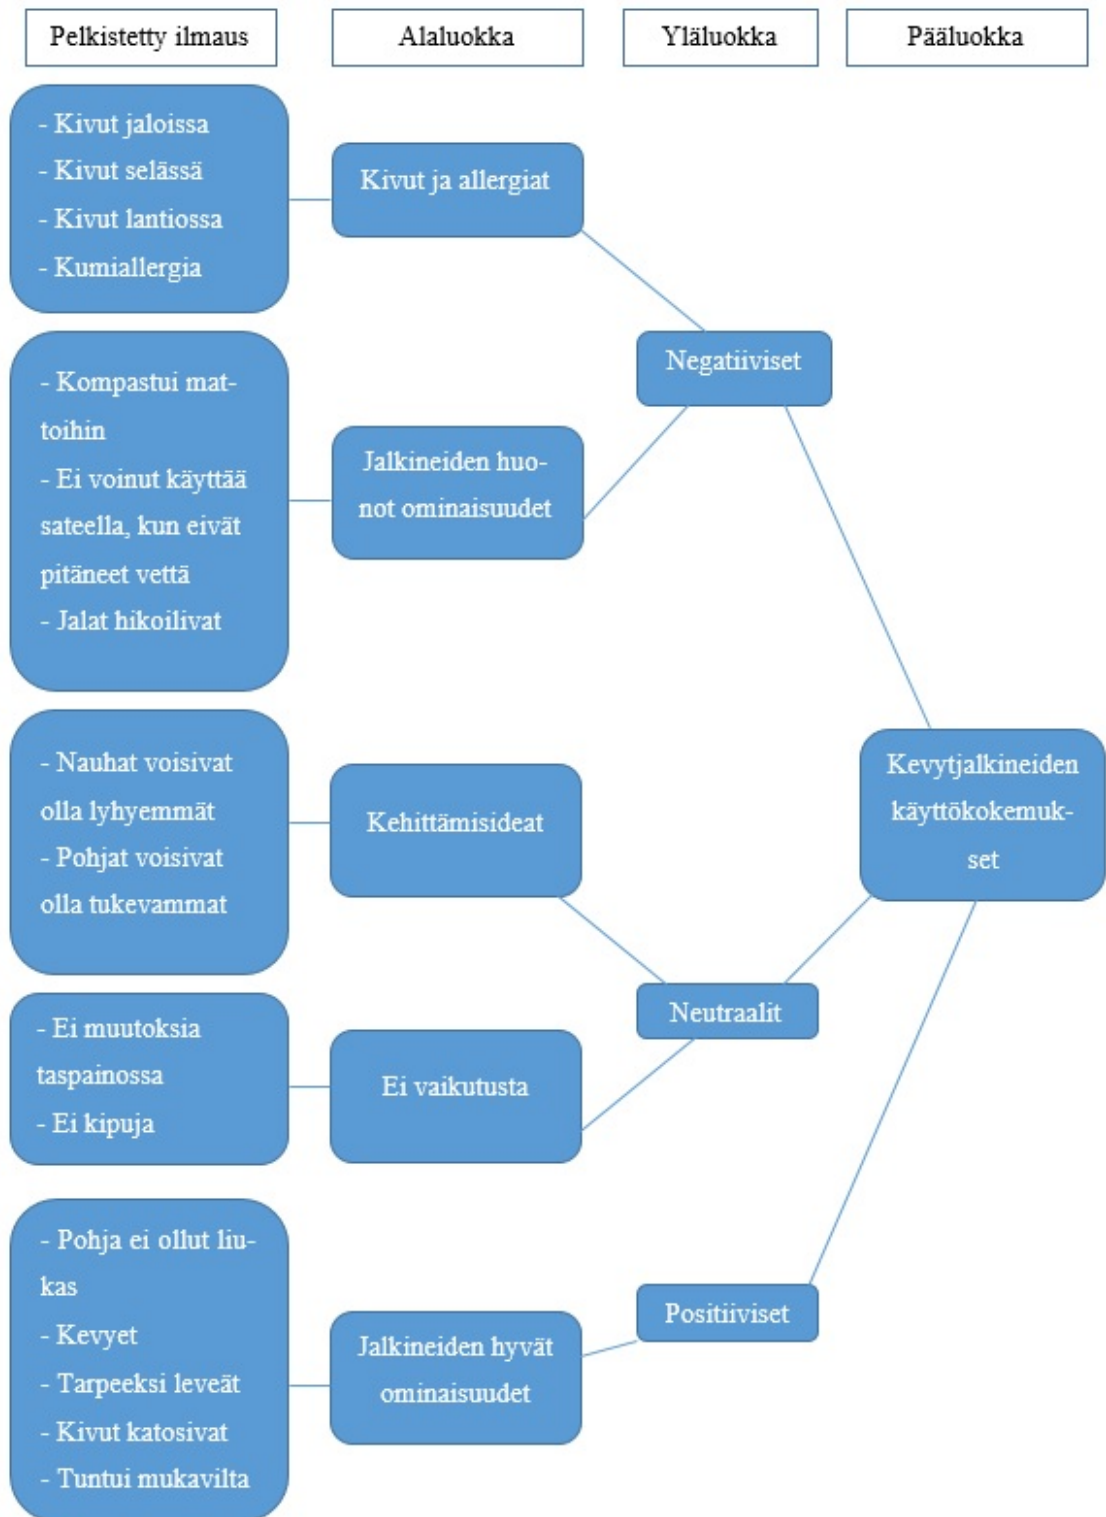 Pelkistetty ilmaus
Alaluokka
Yläluokka
Pääluokka
- Kivut jaloissa
- Kivut selässä
- Kivut lantiossa
- Kumiallergia
Kivut ja allergiat
- Kompastui mat-
toihin
- Ei voinut käyttää
sateella, kun eivät
pitäneet vettä
- Jalat hikoilivat
Jalkineiden huo-
not ominaisuudet
Negatiiviset
- Nauhat voisivat
olla lyhyemmät
- Pohjat voisivat
olla tukevammat
Kehittämisideat
- Ei muutoksia
taspainossa
- Ei kipuja
Ei vaikutusta
Neutraalit
- Pohja ei ollut liu-
kas
- Kevyet
- Tarpeeksi leveät
- Kivut katosivat
- Tuntui mukavilta
Jalkineiden hyvät
ominaisuudet
Positiiviset
Kevytjalkineiden
käyttökokemuk-
set